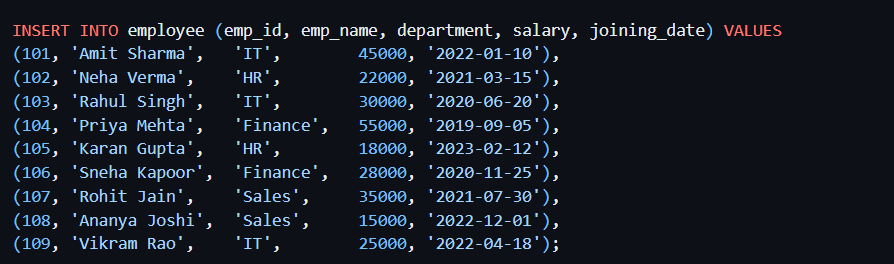 INSERT INTO employee (emp_id, emp_name, department, salary, joining_date) VALUES
(101, 'Amit Sharma',   'IT',        45000, '2022-01-10'),
(102, 'Neha Verma',    'HR',        22000, '2021-03-15'),
(103, 'Rahul Singh',   'IT',        30000, '2020-06-20'),
(104, 'Priya Mehta',   'Finance',   55000, '2019-09-05'),
(105, 'Karan Gupta',   'HR',        18000, '2023-02-12'),
(106, 'Sneha Kapoor',  'Finance',   28000, '2020-11-25'),
(107, 'Rohit Jain',    'Sales',     35000, '2021-07-30'),
(108, 'Ananya Joshi',  'Sales',     15000, '2022-12-01'),
(109, 'Vikram Rao',    'IT',        25000, '2022-04-18');